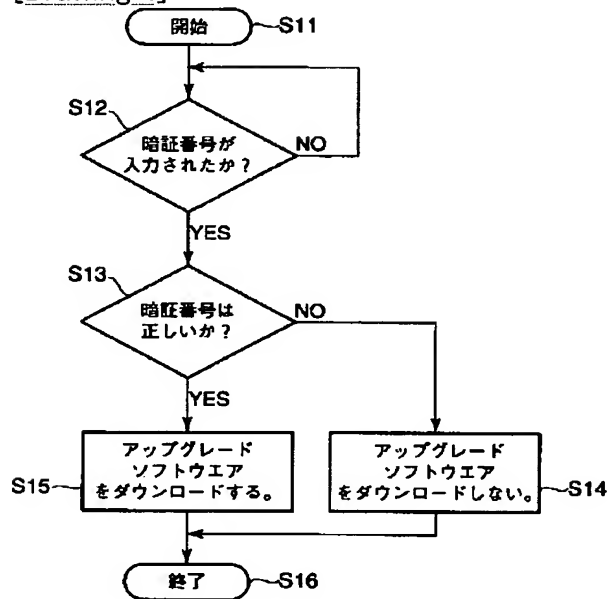 開始
S11
S12
暗証番号が
入力されたか？
NO
YES
S13
暗証番号は
正しいか？
NO
YES
アップグレード
ソフトウエア
をダウンロードする。
S15
アップグレード
ソフトウエア
をダウンロードしない。
S14
終了
S16